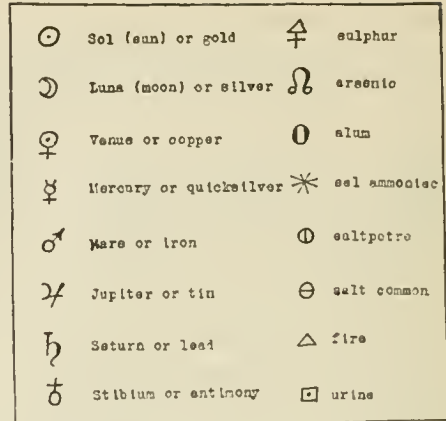 Sol (sun) or gold
Luna (moon) or silver
Venus or copper
Mercury or quicksilver
Mars or iron
Jupiter or tin
Saturn or lead
Stibium or antimony
sulphur
arsenic
alum
sal ammoniac
saltpetre
salt common
fire
urine